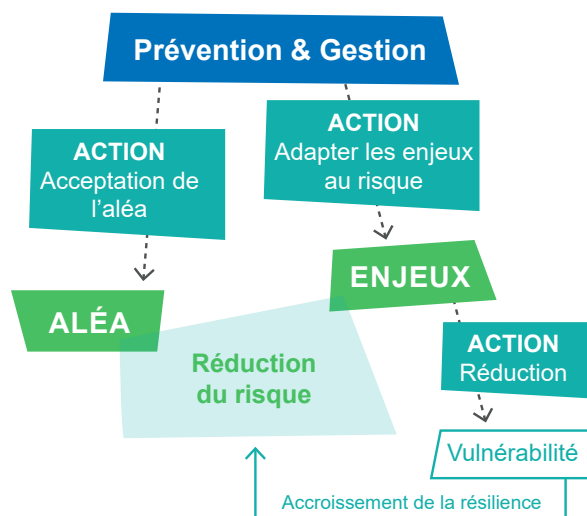 Prévention & Gestion
ACTION
Acceptation de
l'aléa
ACTION
Adapter les enjeux
au risque
ENJEUX
ALÉA
Réduction
du risque
ACTION
Réduction
Vulnérabilité
Accroissement de la résilience